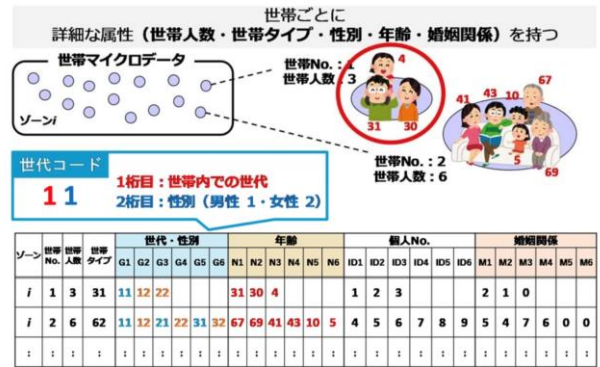 世帯ごとに
詳細な属性（世帯人数・世帯タイプ・性別・年齢・婚姻関係）を持つ
世帯マイクロデータ
ゾーンi
世帯No.：1
世帯人数：3
4
31 30
67
41 43 10
5
69
世帯No.：2
世帯人数：6
世代コード
11
1桁目：世帯内での世代
2桁目：性別（男性 1・女性 2）
ゾーン 世帯No. 世帯人数 世帯タイプ 世代・性別 年齢 個人No. 婚姻関係
G1 G2 G3 G4 G5 G6 N1 N2 N3 N4 N5 N6 ID1 ID2 ID3 ID4 ID5 ID6 M1 M2 M3 M4 M5 M6
i 1 3 31 11 12 22 31 30 4 1 2 3 2 1 0
i 2 6 62 11 12 21 22 31 32 67 69 41 43 10 5 4 5 6 7 8 9 5 4 7 6 0 0
: : : : : : : : : : : : : : : : : : : : : : : : : : : :